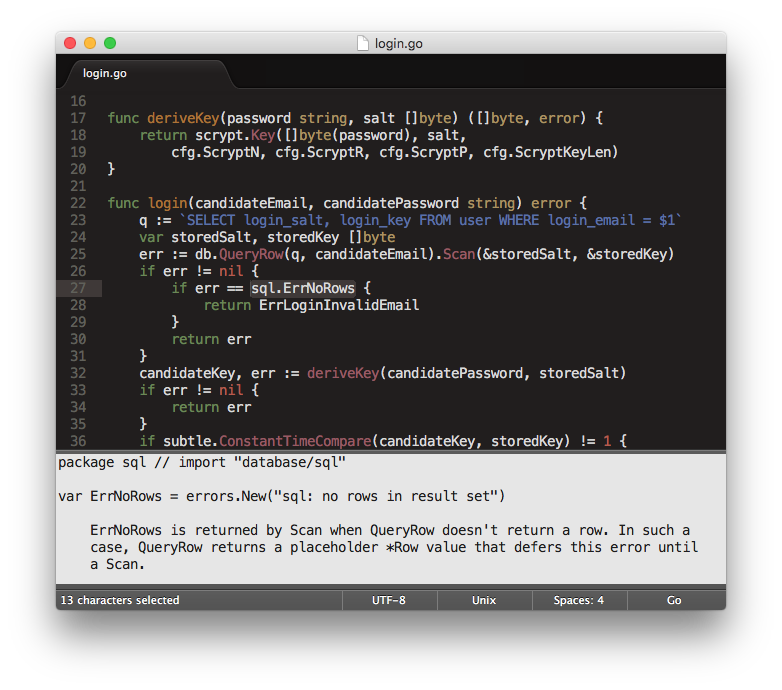 login.go
login.go
16
17 func deriveKey(password string, salt []byte) ([]byte, error) {
18     return scrypt.Key([]byte(password), salt,
19         cfg.ScryptN, cfg.ScryptR, cfg.ScryptP, cfg.ScryptKeyLen)
20 }
21
22 func login(candidateEmail, candidatePassword string) error {
23     q := `SELECT login_salt, login_key FROM user WHERE login_email = $1`
24     var storedSalt, storedKey []byte
25     err := db.QueryRow(q, candidateEmail).Scan(&storedSalt, &storedKey)
26     if err != nil {
27         if err == sql.ErrNoRows {
28             return ErrLoginInvalidEmail
29         }
30         return err
31     }
32     candidateKey, err := deriveKey(candidatePassword, storedSalt)
33     if err != nil {
34         return err
35     }
36     if subtle.ConstantTimeCompare(candidateKey, storedKey) != 1 {
package sql // import "database/sql"
var ErrNoRows = errors.New("sql: no rows in result set")
    ErrNoRows is returned by Scan when QueryRow doesn't return a row. In such a
    case, QueryRow returns a placeholder *Row value that defers this error until
    a Scan.
13 characters selected UTF-8 Unix Spaces: 4 Go